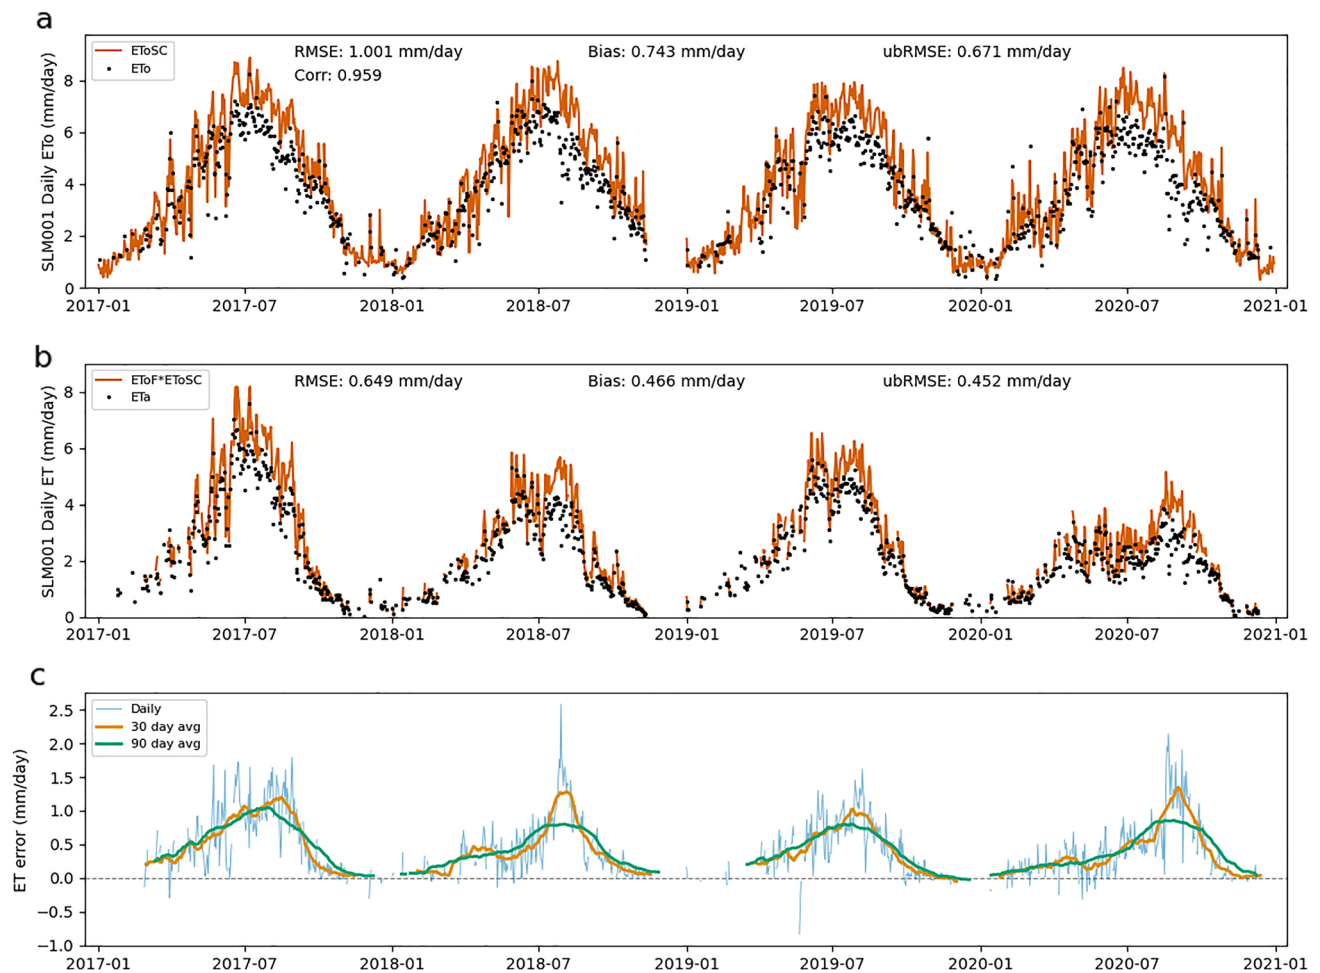 a
SLM001 Daily ETo (mm/day)
EToSC
ETo
RMSE: 1.001 mm/day
Bias: 0.743 mm/day
ubRMSE: 0.671 mm/day
Corr: 0.959
8
6
4
2
0
2017-01
2017-07
2018-01
2018-07
2019-01
2019-07
2020-01
2020-07
2021-01
b
SLM001 Daily ET (mm/day)
EToF*EToSC
ETa
RMSE: 0.649 mm/day
Bias: 0.466 mm/day
ubRMSE: 0.452 mm/day
8
6
4
2
0
2017-01
2017-07
2018-01
2018-07
2019-01
2019-07
2020-01
2020-07
2021-01
c
ET error (mm/day)
Daily
30 day avg
90 day avg
2.5
2.0
1.5
1.0
0.5
0.0
−0.5
−1.0
2017-01
2017-07
2018-01
2018-07
2019-01
2019-07
2020-01
2020-07
2021-01